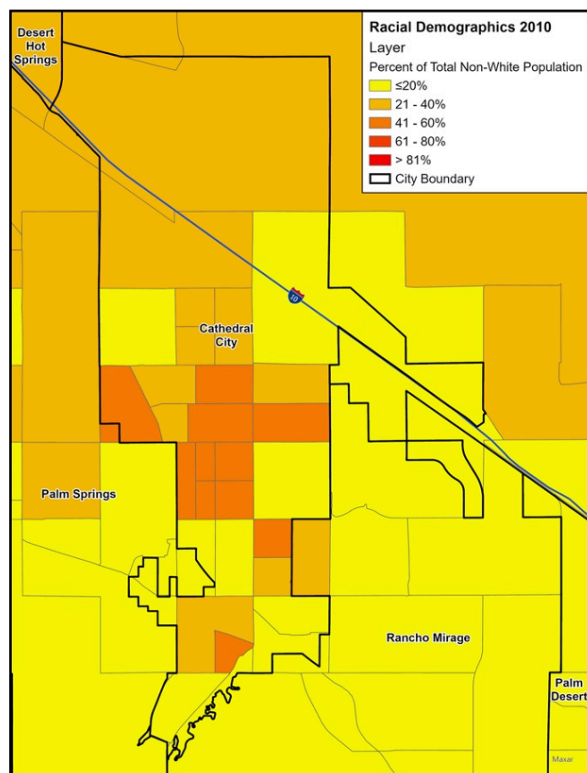 Racial Demographics 2010
Layer
Percent of Total Non-White Population
≤20%
21 - 40%
41 - 60%
61 - 80%
> 81%
City Boundary
Desert
Hot
Springs
10
Cathedral
City
Palm Springs
Rancho Mirage
Palm
Desert
Maxar